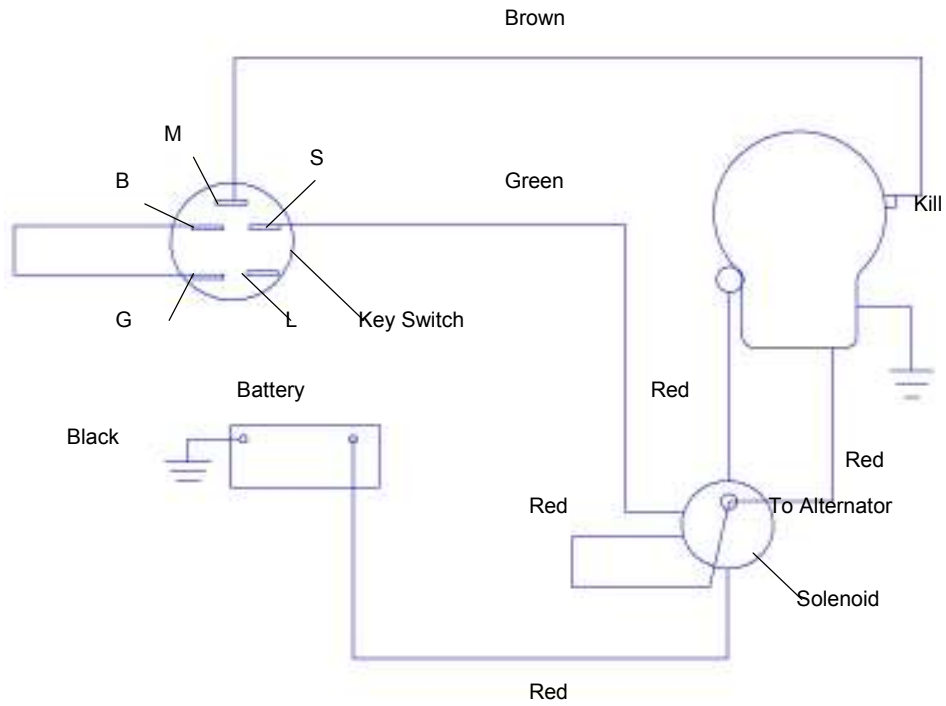 Brown
M
S
B
Green
Kill
G
L
Key Switch
Battery
Red
Black
Red
Red
To Alternator
Solenoid
Red